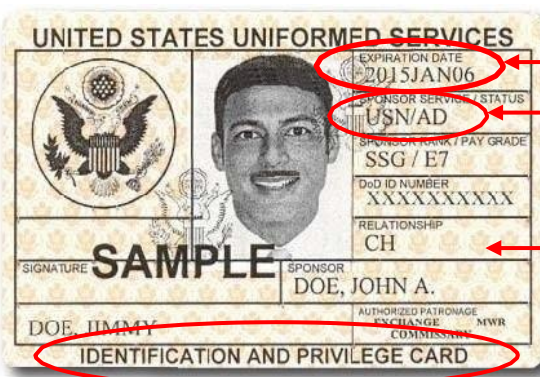 UNITED STATES UNIFORMED SERVICES
EXPIRATION DATE
2015JAN06
SPONSOR SERVICE / STATUS
USN/AD
SPONSOR RANK / PAY GRADE
SSG / E7
DoD ID NUMBER
XXXXXXXXXX
RELATIONSHIP
CH
SIGNATURE
SAMPLE
SPONSOR
DOE, JOHN A.
DOE, JIMMY
AUTHORIZED PATRONAGE
EXCHANGE MWR
COMMISSARY
IDENTIFICATION AND PRIVILEGE CARD